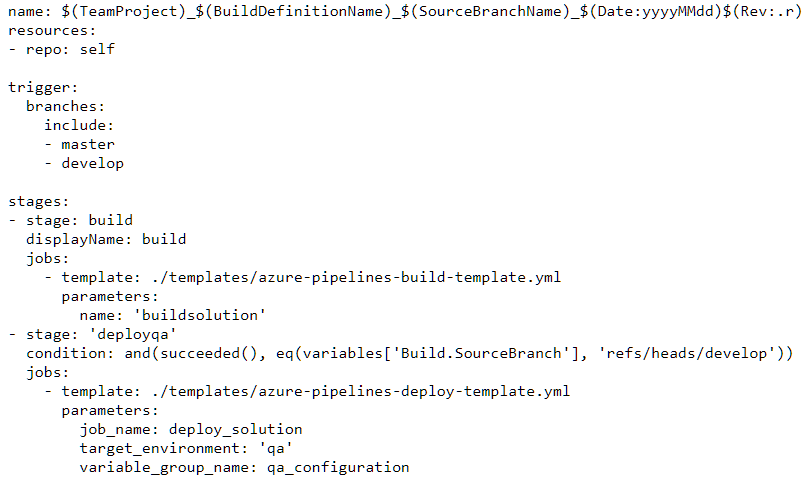 name: $(TeamProject)_$(BuildDefinitionName)_$(SourceBranchName)_$(Date:yyyyMMdd)$(Rev:.r)
resources:
- repo: self

trigger:
  branches:
    include:
    - master
    - develop

stages:
- stage: build
  displayName: build
  jobs:
    - template: ./templates/azure-pipelines-build-template.yml
      parameters:
        name: 'buildsolution'
- stage: 'deployqa'
  condition: and(succeeded(), eq(variables['Build.SourceBranch'], 'refs/heads/develop'))
  jobs:
    - template: ./templates/azure-pipelines-deploy-template.yml
      parameters:
        job_name: deploy_solution
        target_environment: 'qa'
        variable_group_name: qa_configuration